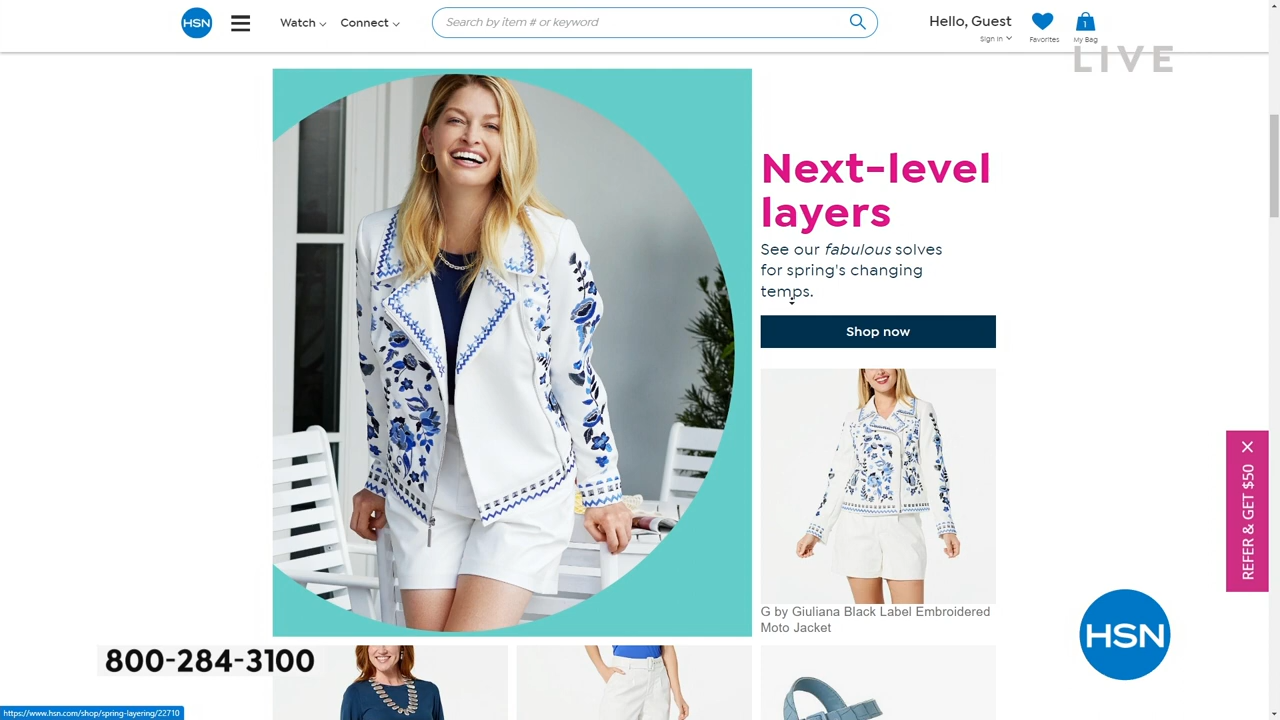 HSN
Watch
Connect
Search by item # or keyword
Hello, Guest
Sign In
Favorites
1
My Bag
LIVE
Next-level
layers
See our fabulous solves
for spring's changing
temps.
Shop now
G by Giuliana Black Label Embroidered
Moto Jacket
REFER & GET $50
HSN
800-284-3100
https://www.hsn.com/shop/spring-layering/22710